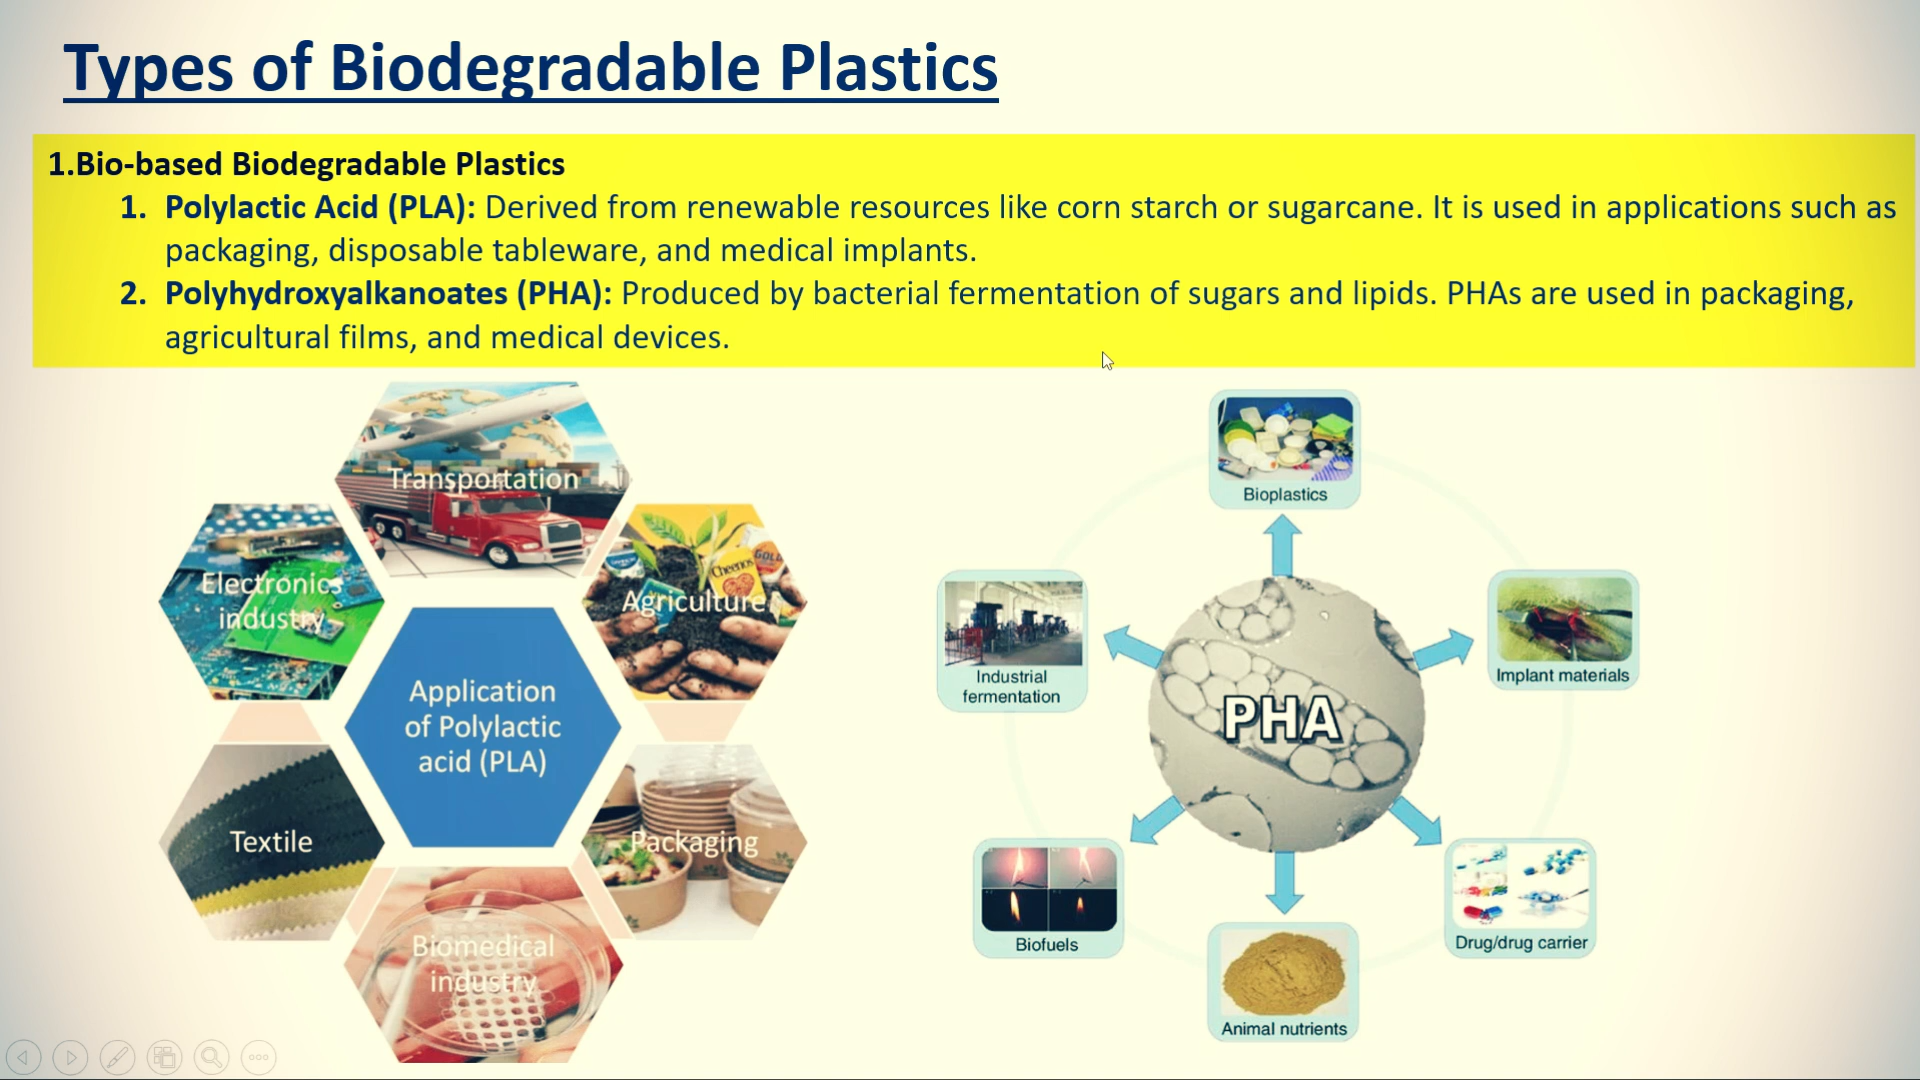 Types of Biodegradable Plastics
1.Bio-based Biodegradable Plastics
1. Polylactic Acid (PLA): Derived from renewable resources like corn starch or sugarcane. It is used in applications such as
packaging, disposable tableware, and medical implants.
2. Polyhydroxyalkanoates (PHA): Produced by bacterial fermentation of sugars and lipids. PHAs are used in packaging,
agricultural films, and medical devices.
Transportation
Electronics
industry
Agriculture
Cheerios
GOLD
Application
of Polylactic
acid (PLA)
Textile
Packaging
Biomedical
industry
Bioplastics
Industrial
fermentation
Implant materials
PHA
Biofuels
Drug/drug carrier
Animal nutrients